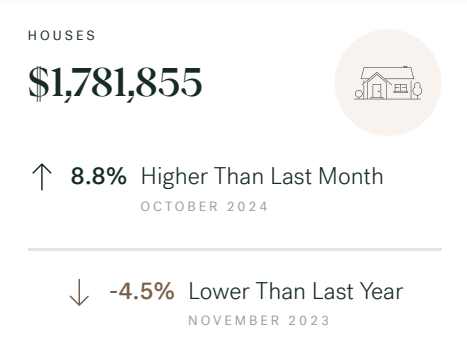 HOUSES
$1,781,855
8.8% Higher Than Last Month
OCTOBER 2024
-4.5% Lower Than Last Year
NOVEMBER 2023